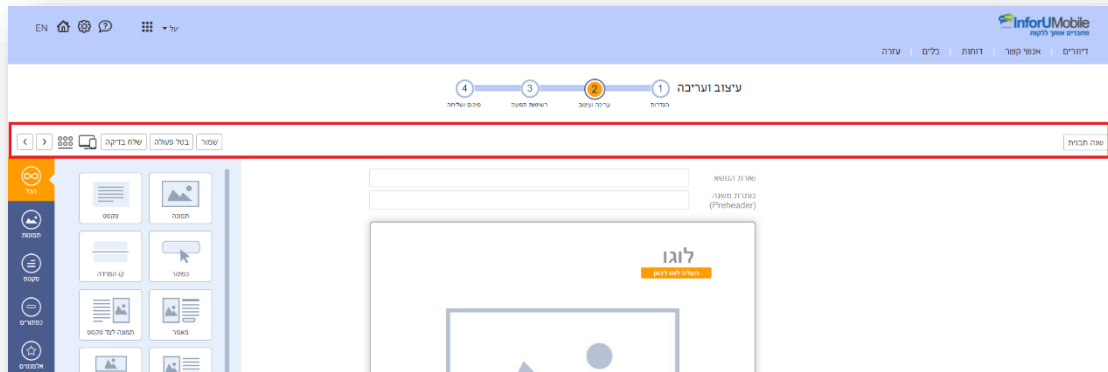 InforUMobile
מחברים אותך ללקוח
יעל
EN
דיוורים | אנשי קשר | דוחות | כלים | עזרה
עיצוב ועריכה
1 2 3 4
הגדרות עריכה ועיצוב רשימת תפוצה סיכום ושליחה
שנה תבנית
שמור בטל פעולה שלח בדיקה
הכל
תמונות
טקסט
כפתורים
אלמנטים
תמונה טקסט
כפתור קו הפרדה
מאמר תמונה לצד טקסט
שורת הנושא
כותרת משנה
(Preheader)
לוגו
העלת לוגו לכאן